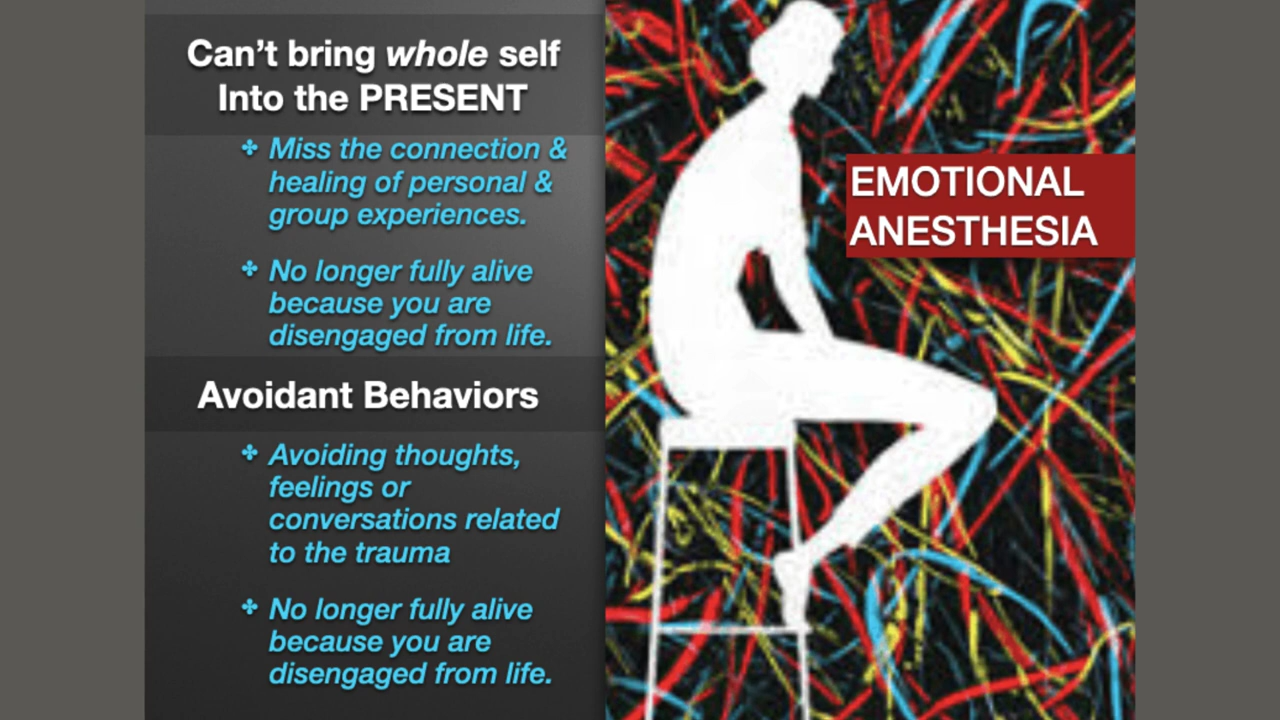 Can’t bring whole self
Into the PRESENT
✤ Miss the connection &
healing of personal &
group experiences.
✤ No longer fully alive
because you are
disengaged from life.
Avoidant Behaviors
✤ Avoiding thoughts,
feelings or
conversations related
to the trauma
✤ No longer fully alive
because you are
disengaged from life.
EMOTIONAL
ANESTHESIA